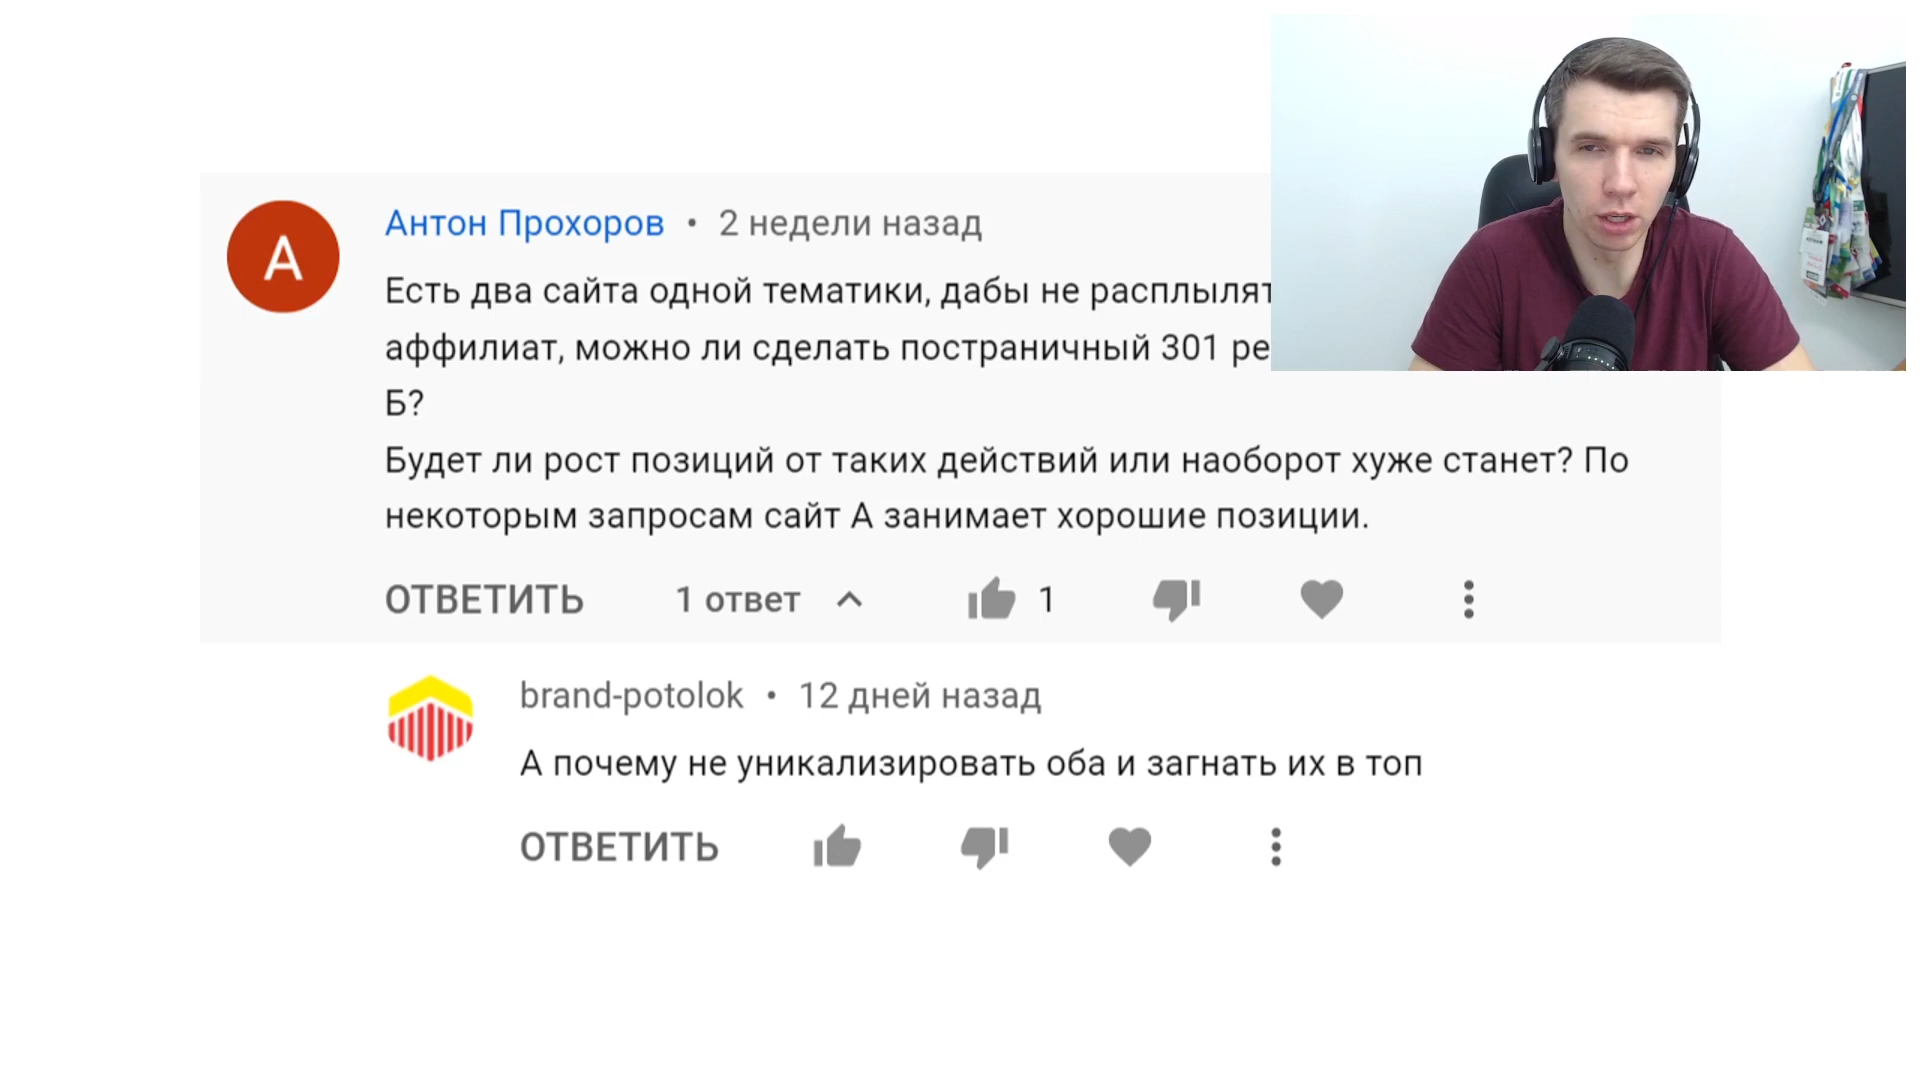 А
Антон Прохоров • 2 недели назад
Есть два сайта одной тематики, дабы не
аффилиат, можно ли сделать постраничный 301
Б?
Будет ли рост позиций от таких действий или наоборот хуже станет? По
некоторым запросам сайт А занимает хорошие позиции.
ОТВЕТИТЬ 1 ответ 1
brand-potolok • 12 дней назад
А почему не уникализировать оба и загнать их в топ
ОТВЕТИТЬ